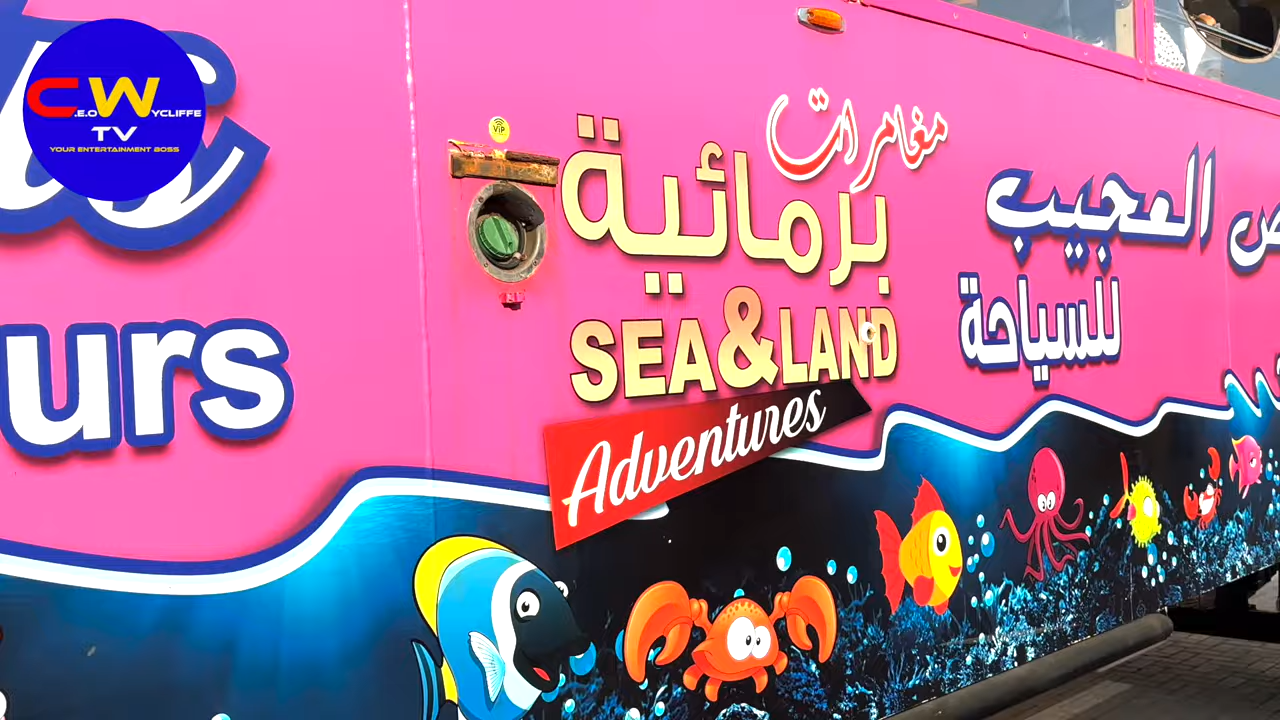 C.E.O WYCLIFFE
TV
YOUR ENTERTAINMENT BOSS
urs
VIP
مغامرات
برمائية
SEA&LAND
Adventures
العجيب
للسياحة